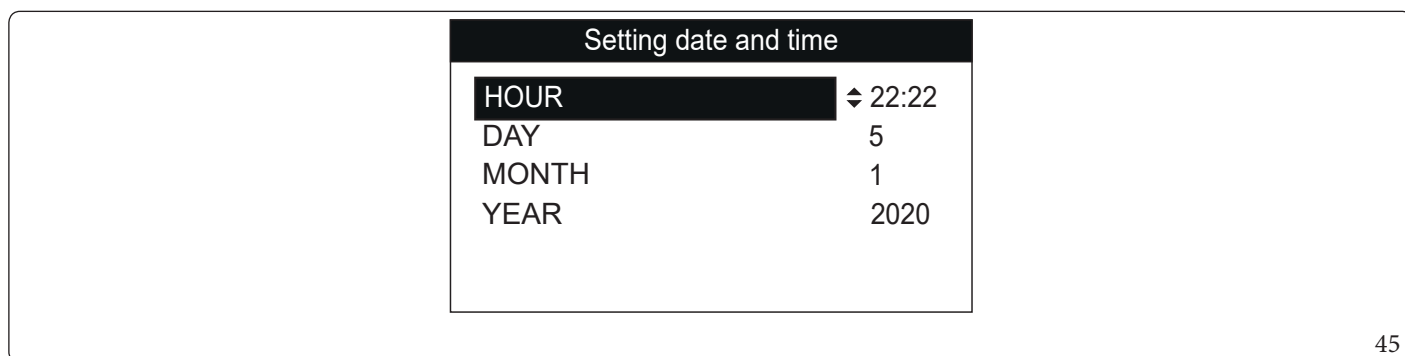 Setting date and time
HOUR 22:22
DAY 5
MONTH 1
YEAR 2020
45